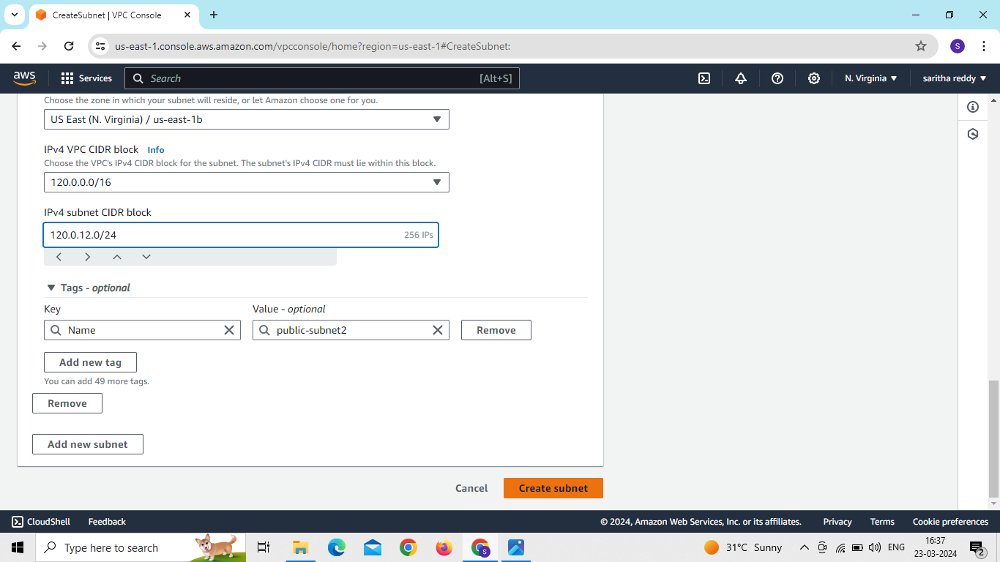 CreateSubnet | VPC Console
us-east-1.console.aws.amazon.com/vpcconsole/home?region=us-east-1#CreateSubnet:
S
aws
Services
Search
[Alt+S]
N. Virginia
saritha reddy
Choose the zone in which your subnet will reside, or let Amazon choose one for you.
US East (N. Virginia) / us-east-1b
IPv4 VPC CIDR block Info
Choose the VPC's IPv4 CIDR block for the subnet. The subnet's IPv4 CIDR must lie within this block.
120.0.0.0/16
IPv4 subnet CIDR block
120.0.12.0/24 256 IPs
Tags - optional
Key Value - optional
Name public-subnet2 Remove
Add new tag
You can add 49 more tags.
Remove
Add new subnet
Cancel Create subnet
CloudShell Feedback © 2024, Amazon Web Services, Inc. or its affiliates. Privacy Terms Cookie preferences
Type here to search
S
31°C Sunny
ENG
16:37
23-03-2024
2